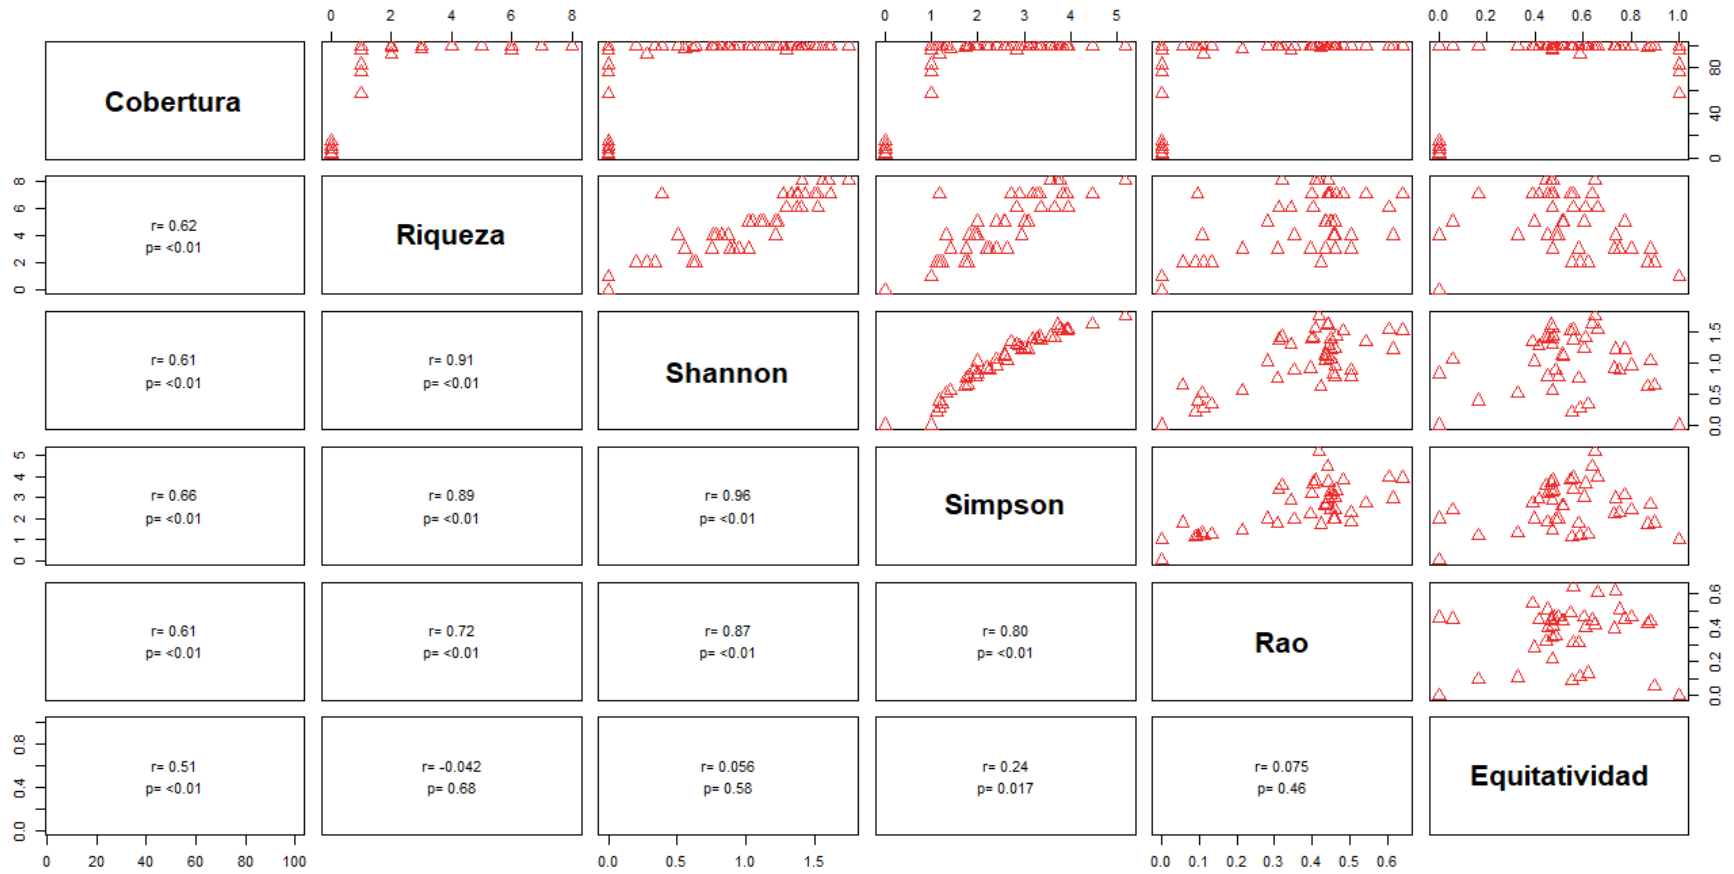 0 2 4 6 8
0 1 2 3 4 5
0.0 0.2 0.4 0.6 0.8 1.0
Cobertura
0 40 80
0 2 4 6 8
r= 0.62
p= <0.01
Riqueza
r= 0.61
p= <0.01
r= 0.91
p= <0.01
Shannon
0.0 0.5 1.0 1.5
0 1 2 3 4 5
r= 0.66
p= <0.01
r= 0.89
p= <0.01
r= 0.96
p= <0.01
Simpson
r= 0.61
p= <0.01
r= 0.72
p= <0.01
r= 0.87
p= <0.01
r= 0.80
p= <0.01
Rao
0.0 0.2 0.4 0.6
0.0 0.4 0.8
r= 0.51
p= <0.01
r= -0.042
p= 0.68
r= 0.056
p= 0.58
r= 0.24
p= 0.017
r= 0.075
p= 0.46
Equitatividad
0 20 40 60 80 100
0.0 0.5 1.0 1.5
0.0 0.1 0.2 0.3 0.4 0.5 0.6